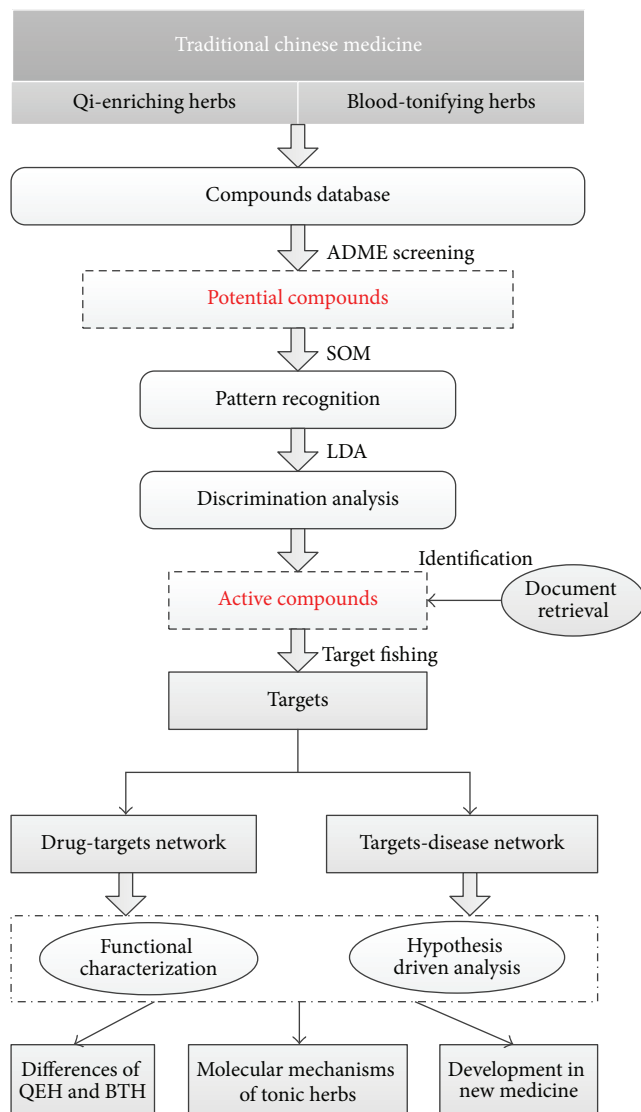 Traditional chinese medicine
Qi-enriching herbs
Blood-tonifying herbs
Compounds database
ADME screening
Potential compounds
SOM
Pattern recognition
LDA
Discrimination analysis
Identification
Active compounds
Document
retrieval
Target fishing
Targets
Drug-targets network
Targets-disease network
Functional
characterization
Hypothesis
driven analysis
Differences of
QEH and BTH
Molecular mechanisms
of tonic herbs
Development in
new medicine